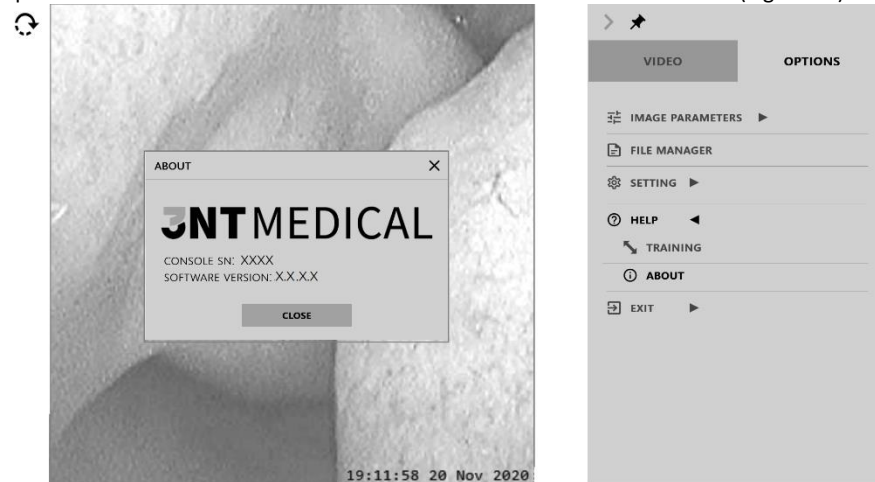 VIDEO
OPTIONS
IMAGE PARAMETERS
FILE MANAGER
SETTING
HELP
TRAINING
ABOUT
EXIT
ABOUT
3NT MEDICAL
CONSOLE SN: XXXX
SOFTWARE VERSION: X.X.X.X
CLOSE
19:11:58 20 Nov 2020